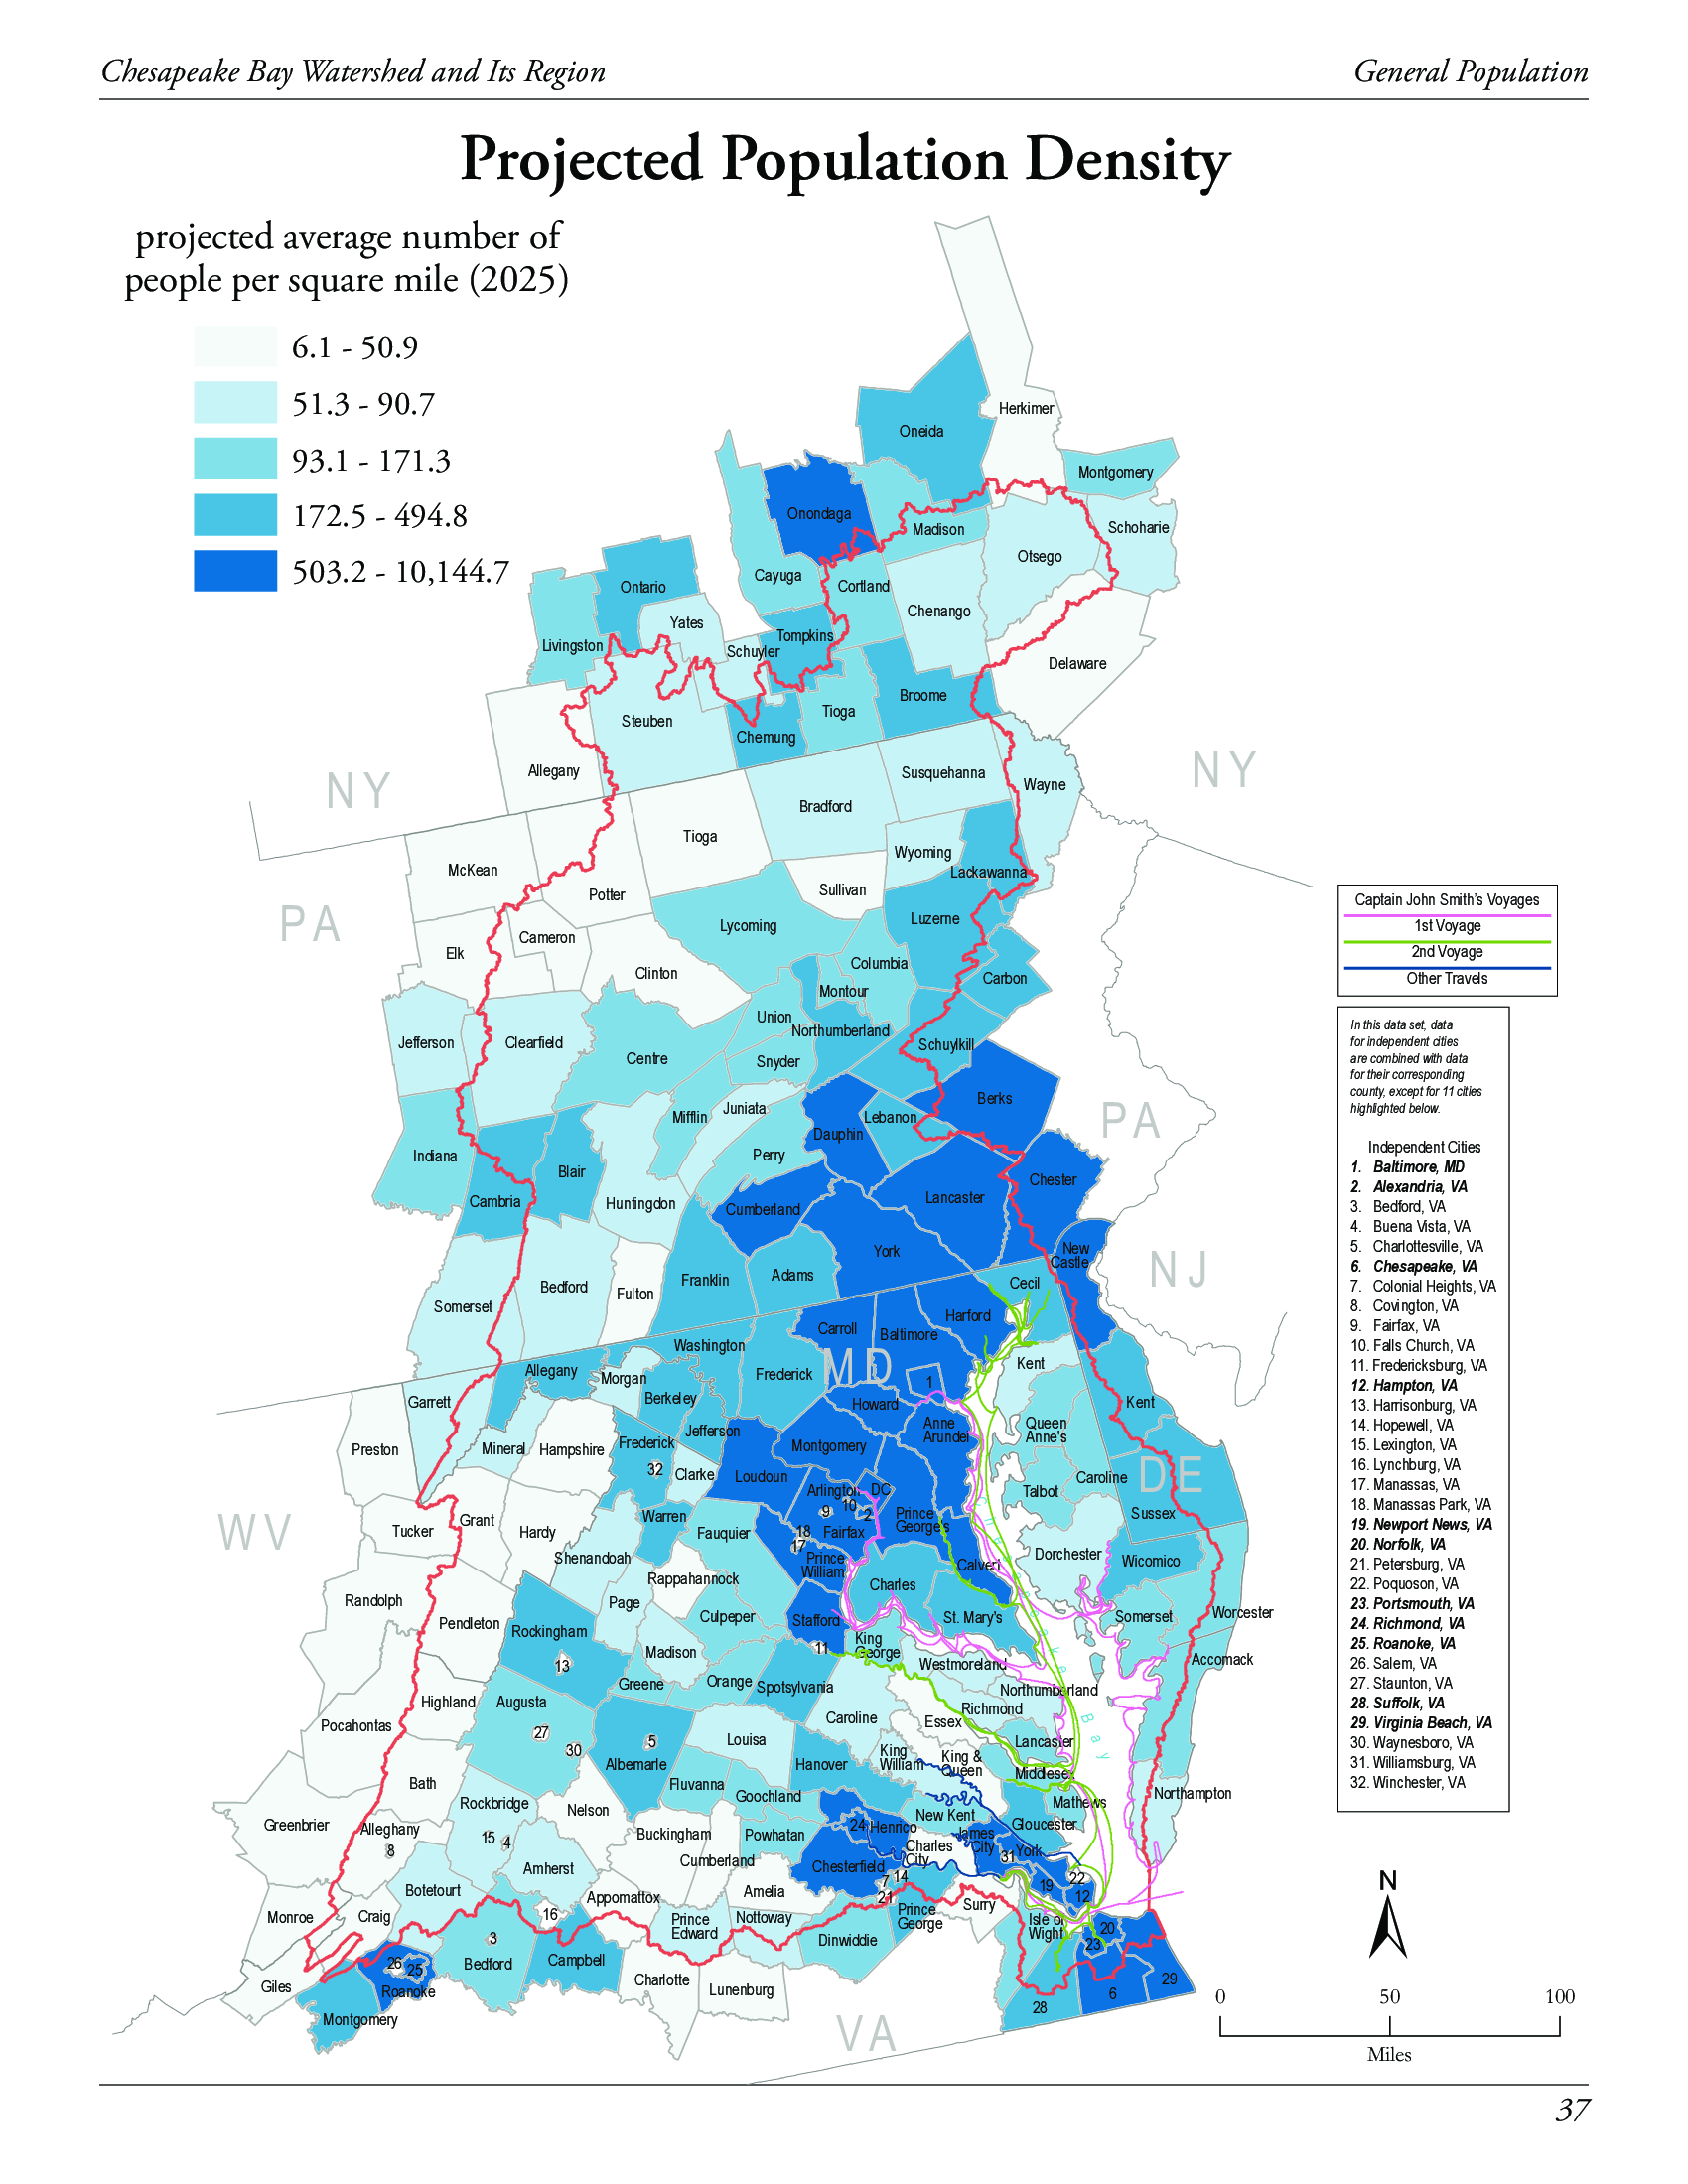 Chesapeake Bay Watershed and Its Region
General Population
Projected Population Density
projected average number of
people per square mile (2025)
6.1 - 50.9
51.3 - 90.7
93.1 - 171.3
172.5 - 494.8
503.2 - 10,144.7
Herkimer
Oneida
Montgomery
Onondaga
Madison
Schoharie
Otsego
Cayuga
Cortland
Ontario
Chenango
Yates
Tompkins
Livingston
Schuyler
Delaware
Broome
Tioga
Steuben
Chemung
Allegany
NY
NY
Susquehanna
Wayne
Bradford
Tioga
Wyoming
McKean
Lackawanna
Sullivan
Potter
PA
Luzerne
Lycoming
Cameron
Elk
Columbia
Clinton
Carbon
Montour
Union
Northumberland
Jefferson
Clearfield
Schuylkill
Centre
Snyder
Berks
Juniata
Mifflin
Lebanon
PA
Dauphin
Indiana
Perry
Blair
Chester
Cambria
Huntingdon
Lancaster
Cumberland
York
New
Castle
NJ
Adams
Franklin
Cecil
Bedford
Fulton
Somerset
Harford
Carroll
Baltimore
Washington
MD
Kent
Allegany
Morgan
Frederick
1
Berkeley
Garrett
Howard
Kent
Anne
Arundel
Queen
Anne's
Jefferson
Frederick
Montgomery
Preston
Mineral
Hampshire
32
Clarke
Loudoun
Caroline
DE
Talbot
Arlington
DC
10
9
2
Sussex
Warren
Prince
George's
Grant
WV
Tucker
Hardy
Fauquier
18
Fairfax
17
Shenandoah
Prince
William
Calvert
Dorchester
Wicomico
Rappahannock
Charles
Randolph
Page
Culpeper
Stafford
St. Mary's
Somerset
Worcester
Pendleton
Rockingham
11
King
George
Madison
Westmoreland
Accomack
13
Greene
Orange
Spotsylvania
Northumberland
Highland
Augusta
Richmond
Caroline
Essex
Pocahontas
27
5
Louisa
Lancaster
30
Albemarle
Hanover
King
William
King &
Queen
Middlesex
Bay
Bath
Fluvanna
Goochland
Northampton
Rockbridge
Nelson
Mathews
New Kent
Gloucester
Greenbrier
Alleghany
8
15
4
Buckingham
Powhatan
24
Henrico
James
City
Charles
City
York
31
Cumberland
Chesterfield
Amherst
22
7
14
19
12
Botetourt
Appomattox
Amelia
21
Monroe
Craig
16
Prince
Edward
Nottoway
Prince
George
Surry
Isle of
Wight
20
3
Dinwiddie
23
26
25
Bedford
Campbell
Roanoke
Charlotte
Giles
Lunenburg
29
6
28
Montgomery
VA
Captain John Smith's Voyages
1st Voyage
2nd Voyage
Other Travels
In this data set, data
for independent cities
are combined with data
for their corresponding
county, except for 11 cities
highlighted below.
Independent Cities
1. Baltimore, MD
2. Alexandria, VA
3. Bedford, VA
4. Buena Vista, VA
5. Charlottesville, VA
6. Chesapeake, VA
7. Colonial Heights, VA
8. Covington, VA
9. Fairfax, VA
10. Falls Church, VA
11. Fredericksburg, VA
12. Hampton, VA
13. Harrisonburg, VA
14. Hopewell, VA
15. Lexington, VA
16. Lynchburg, VA
17. Manassas, VA
18. Manassas Park, VA
19. Newport News, VA
20. Norfolk, VA
21. Petersburg, VA
22. Poquoson, VA
23. Portsmouth, VA
24. Richmond, VA
25. Roanoke, VA
26. Salem, VA
27. Staunton, VA
28. Suffolk, VA
29. Virginia Beach, VA
30. Waynesboro, VA
31. Williamsburg, VA
32. Winchester, VA
N
0 50 100
Miles
37